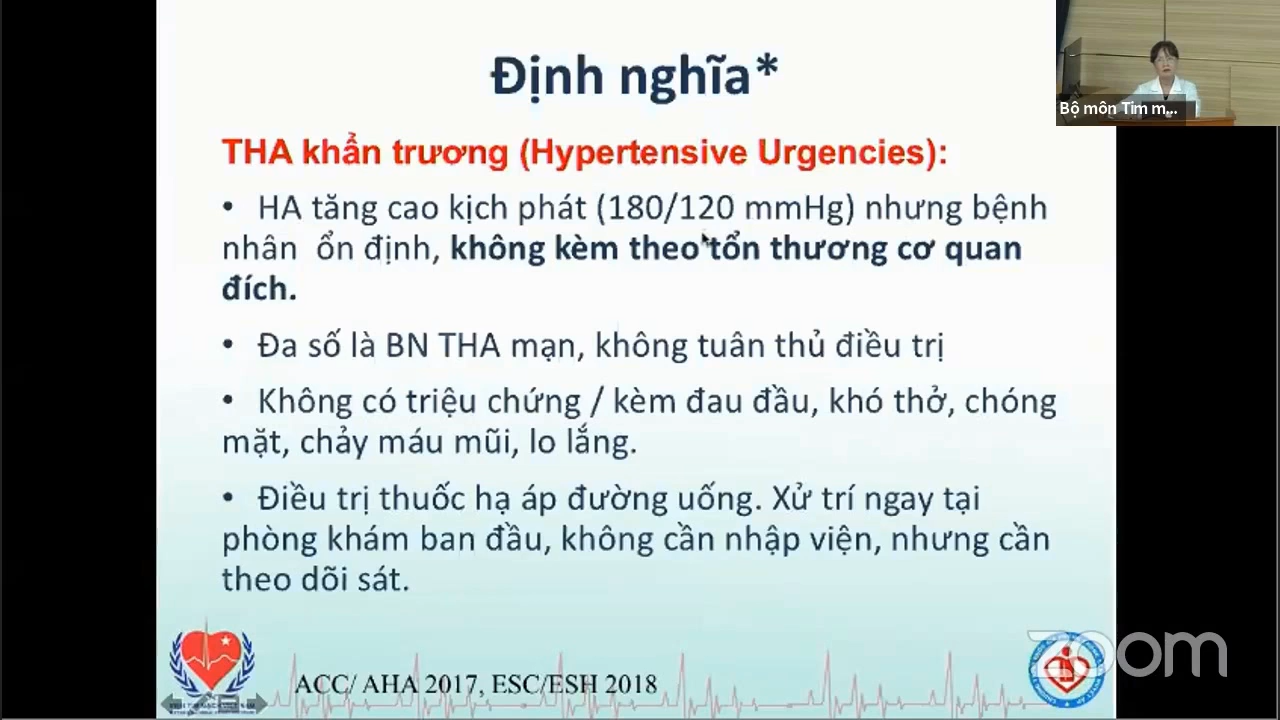 Định nghĩa*
Bộ môn Tim m...
THA khẩn trương (Hypertensive Urgencies):
• HA tăng cao kịch phát (180/120 mmHg) nhưng bệnh
nhân ổn định, không kèm theo tổn thương cơ quan
đích.
• Đa số là BN THA mạn, không tuân thủ điều trị
• Không có triệu chứng / kèm đau đầu, khó thở, chóng
mặt, chảy máu mũi, lo lắng.
• Điều trị thuốc hạ áp đường uống. Xử trí ngay tại
phòng khám ban đầu, không cần nhập viện, nhưng cần
theo dõi sát.
ACC/ AHA 2017, ESC/ESH 2018
zoom